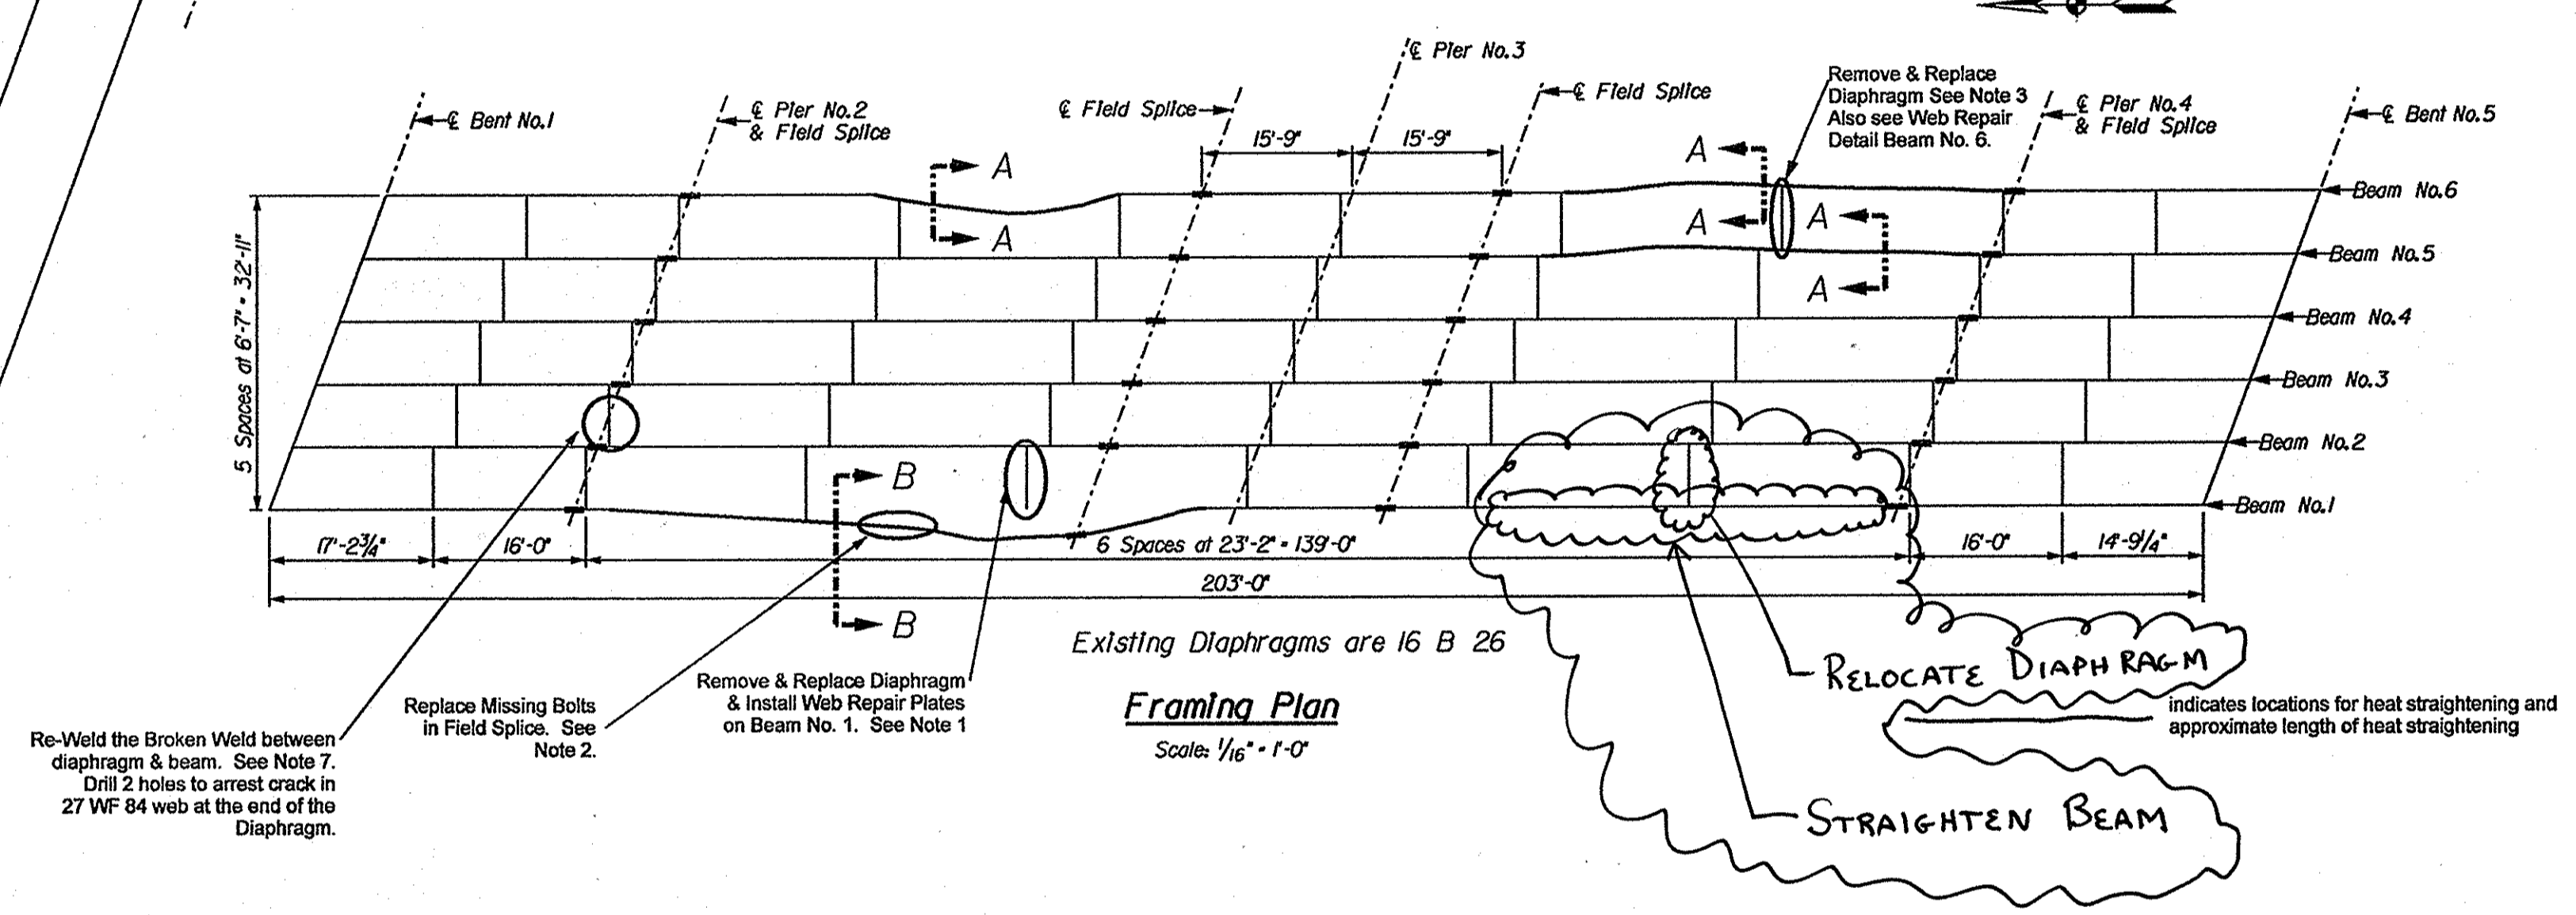 ℄ Pier No.3
℄ Bent No.1
℄ Pier No.2
& Field Splice
℄ Field Splice
℄ Field Splice
Remove & Replace
Diaphragm See Note 3
Also see Web Repair
Detail Beam No. 6.
℄ Pier No.4
& Field Splice
℄ Bent No.5
15'-9"
15'-9"
A
A
A
A
A
A
Beam No.6
Beam No.5
Beam No.4
Beam No.3
Beam No.2
Beam No.1
5 Spaces at 6'-7" = 32'-11"
B
B
17'-2¾"
16'-0"
6 Spaces at 23'-2" = 139'-0"
16'-0"
14'-9¼"
203'-0"
Existing Diaphragms are 16 B 26
Framing Plan
Scale: 1/16" = 1'-0"
Re-Weld the Broken Weld between
diaphragm & beam. See Note 7.
Drill 2 holes to arrest crack in
27 WF 84 web at the end of the
Diaphragm.
Replace Missing Bolts
in Field Splice. See
Note 2.
Remove & Replace Diaphragm
& Install Web Repair Plates
on Beam No. 1. See Note 1
RELOCATE DIAPHRAGM
indicates locations for heat straightening and
approximate length of heat straightening
STRAIGHTEN BEAM